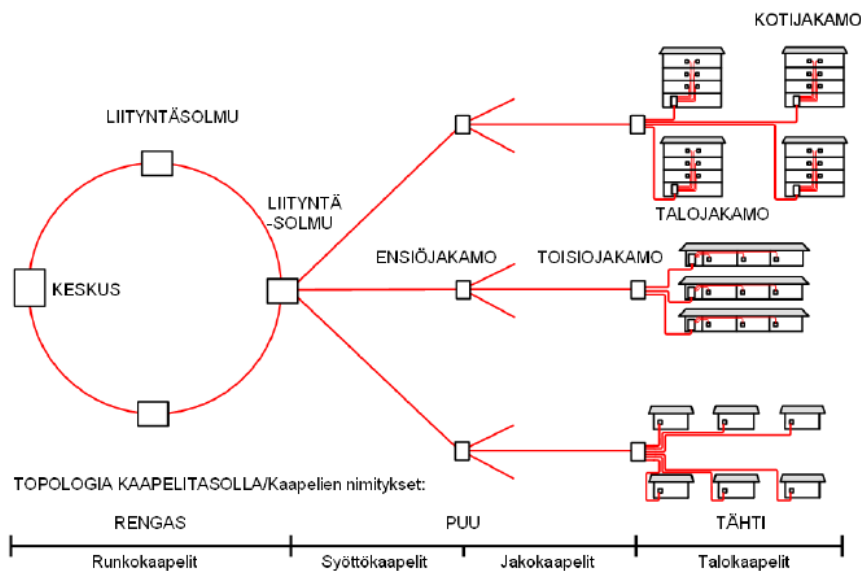 KOTIJAKAMO
LIITYNTÄSOLMU
LIITYNTÄ
-SOLMU
TALOJAKAMO
ENSIÖJAKAMO
TOISIOJAKAMO
KESKUS
TOPOLOGIA KAAPELITASOLLA/Kaapelien nimitykset:
RENGAS
PUU
TÄHTI
Runkokaapelit
Syöttökaapelit
Jakokaapelit
Talokaapelit